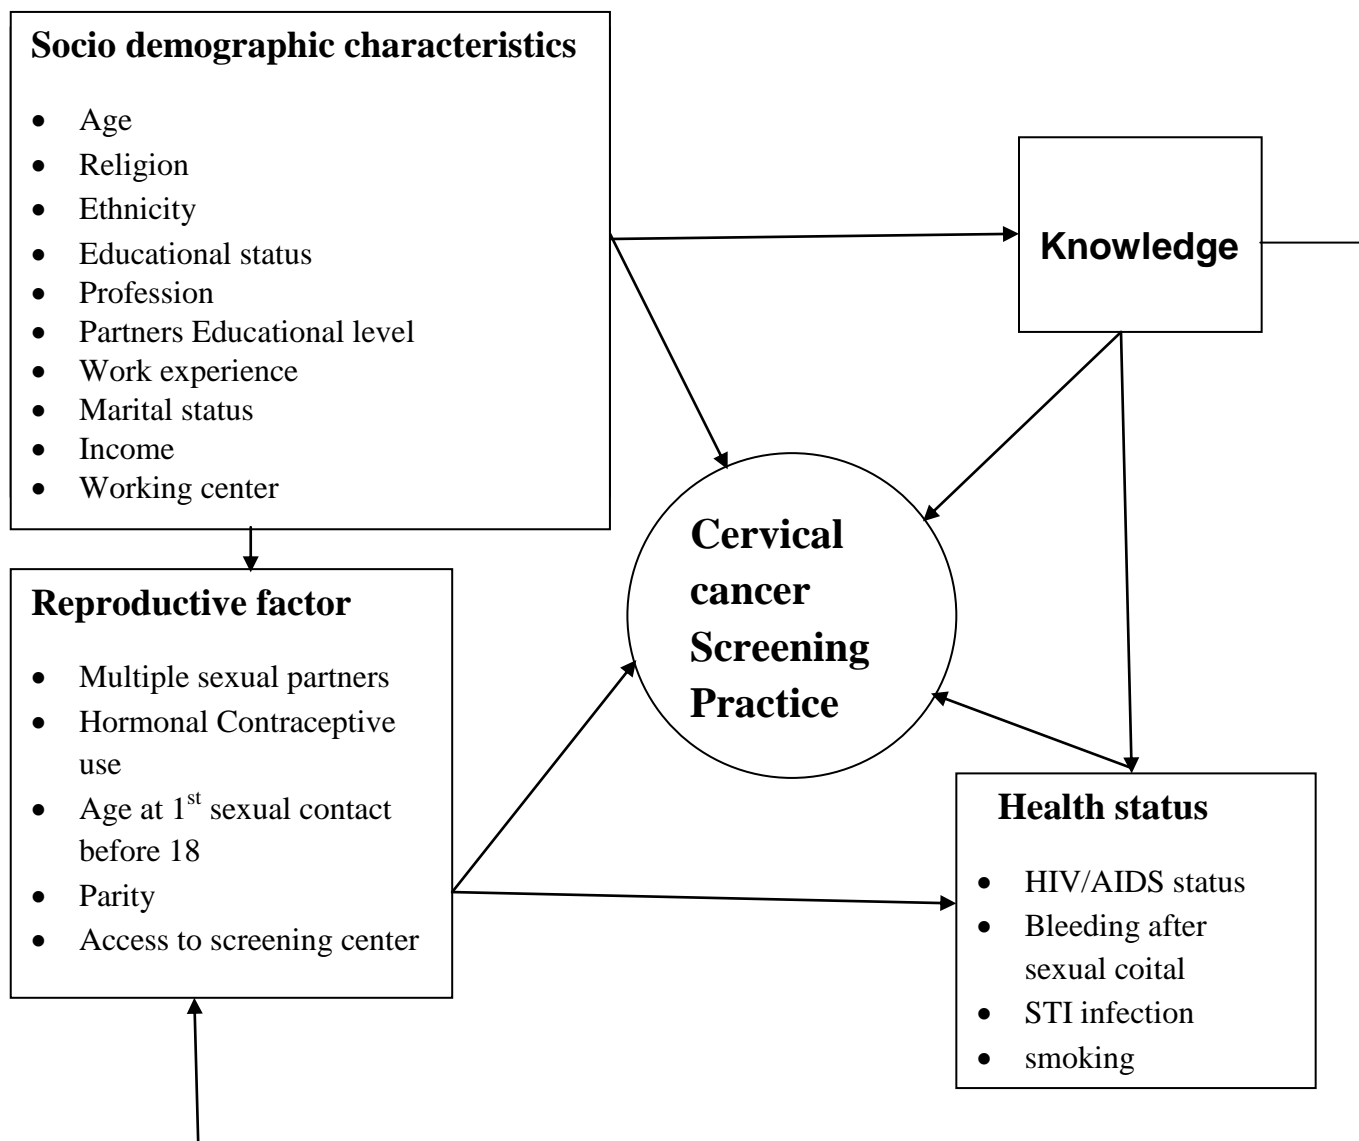 Socio demographic characteristics
• Age
• Religion
• Ethnicity
• Educational status
• Profession
• Partners Educational level
• Work experience
• Marital status
• Income
• Working center
Knowledge
Cervical
cancer
Screening
Practice
Reproductive factor
• Multiple sexual partners
• Hormonal Contraceptive
use
• Age at 1st sexual contact
before 18
• Parity
• Access to screening center
Health status
• HIV/AIDS status
• Bleeding after
sexual coital
• STI infection
• smoking